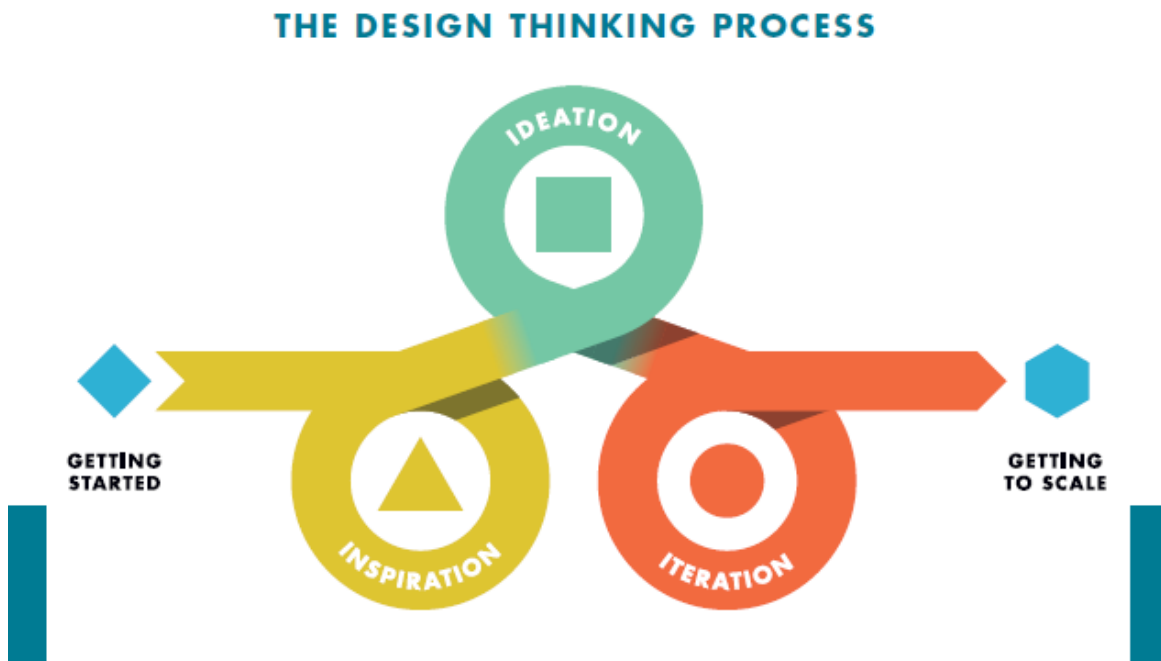 THE DESIGN THINKING PROCESS
IDEATION
GETTING
STARTED
GETTING
TO SCALE
INSPIRATION
ITERATION